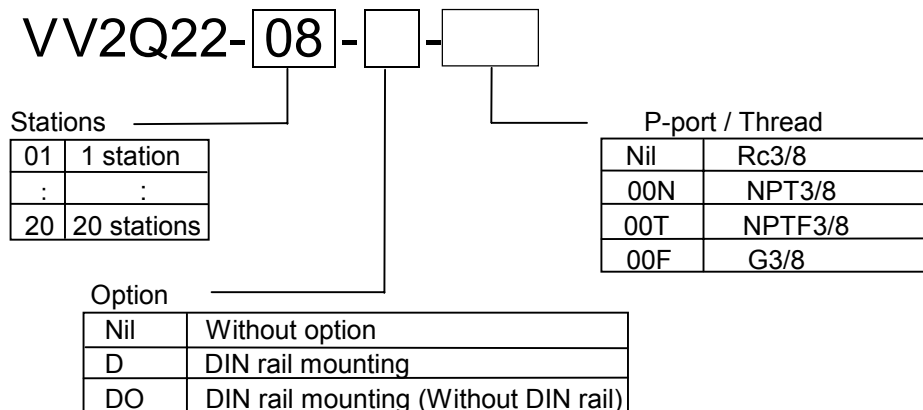 VV2Q22-08--
Stations
01 1 station
: :
20 20 stations
P-port / Thread
Nil Rc3/8
00N NPT3/8
00T NPTF3/8
00F G3/8
Option
Nil Without option
D DIN rail mounting
DO DIN rail mounting (Without DIN rail)